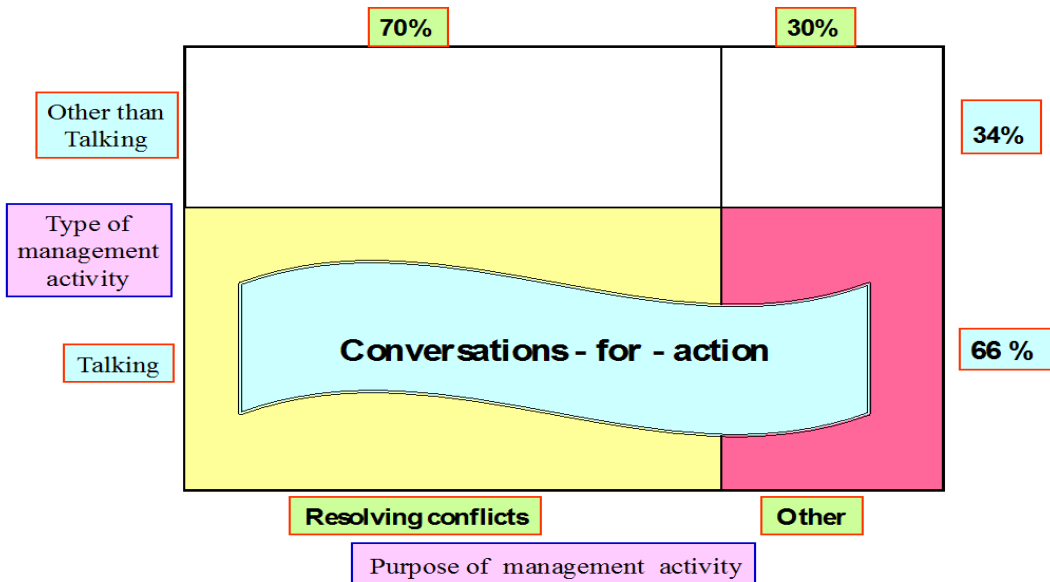 70%
30%
Other than
Talking
34%
Type of
management
activity
Conversations - for - action
Talking
66 %
Resolving conflicts
Other
Purpose of management activity